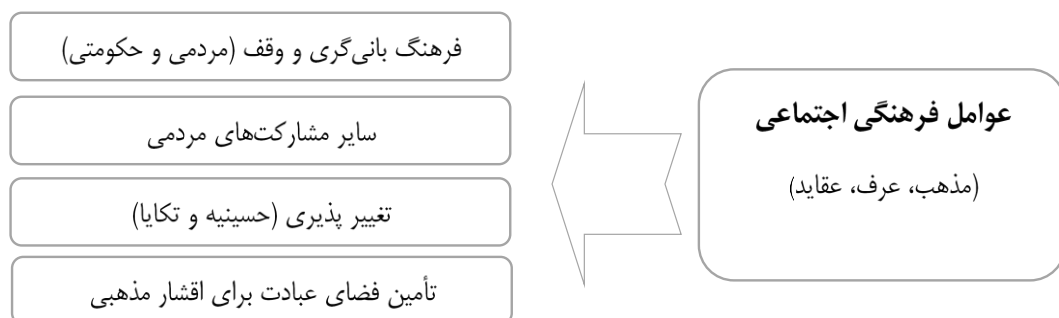 عوامل فرهنگی اجتماعی
(مذهب، عرف، عقاید)
فرهنگ بانی‌گری و وقف (مردمی و حکومتی)
سایر مشارکت‌های مردمی
تغییر پذیری (حسینیه و تکایا)
تأمین فضای عبادت برای اقشار مذهبی